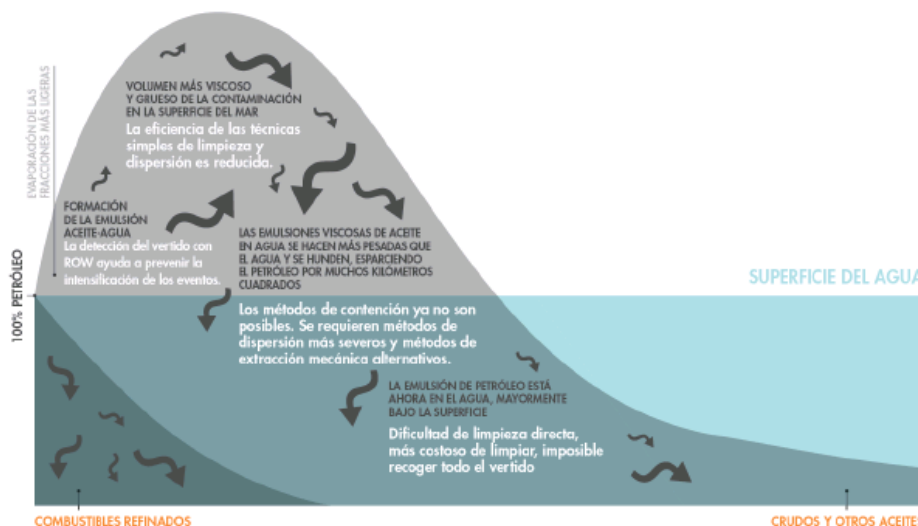 EVAPORACIÓN DE LAS
FRACCIONES MÁS LIGERAS
VOLUMEN MÁS VISCOSO
Y GRUESO DE LA CONTAMINACIÓN
EN LA SUPERFICIE DEL MAR
La eficiencia de las técnicas
simples de limpieza y
dispersión es reducida.
FORMACIÓN
DE LA EMULSIÓN
ACEITE-AGUA
La detección del vertido con
ROW ayuda a prevenir la
intensificación de los eventos.
LAS EMULSIONES VISCOSAS DE ACEITE
EN AGUA SE HACEN MÁS PESADAS QUE
EL AGUA Y SE HUNDEN, ESPARCIENDO
EL PETRÓLEO POR MUCHOS KILÓMETROS
CUADRADOS
Los métodos de contención ya no son
posibles. Se requieren métodos de
dispersión más severos y métodos de
extracción mecánica alternativos.
SUPERFICIE DEL AGUA
100% PETRÓLEO
LA EMULSIÓN DE PETRÓLEO ESTÁ
AHORA EN EL AGUA, MAYORMENTE
BAJO LA SUPERFICIE
Dificultad de limpieza directa,
más costoso de limpiar, imposible
recoger todo el vertido
COMBUSTIBLES REFINADOS
CRUDOS Y OTROS ACEITES